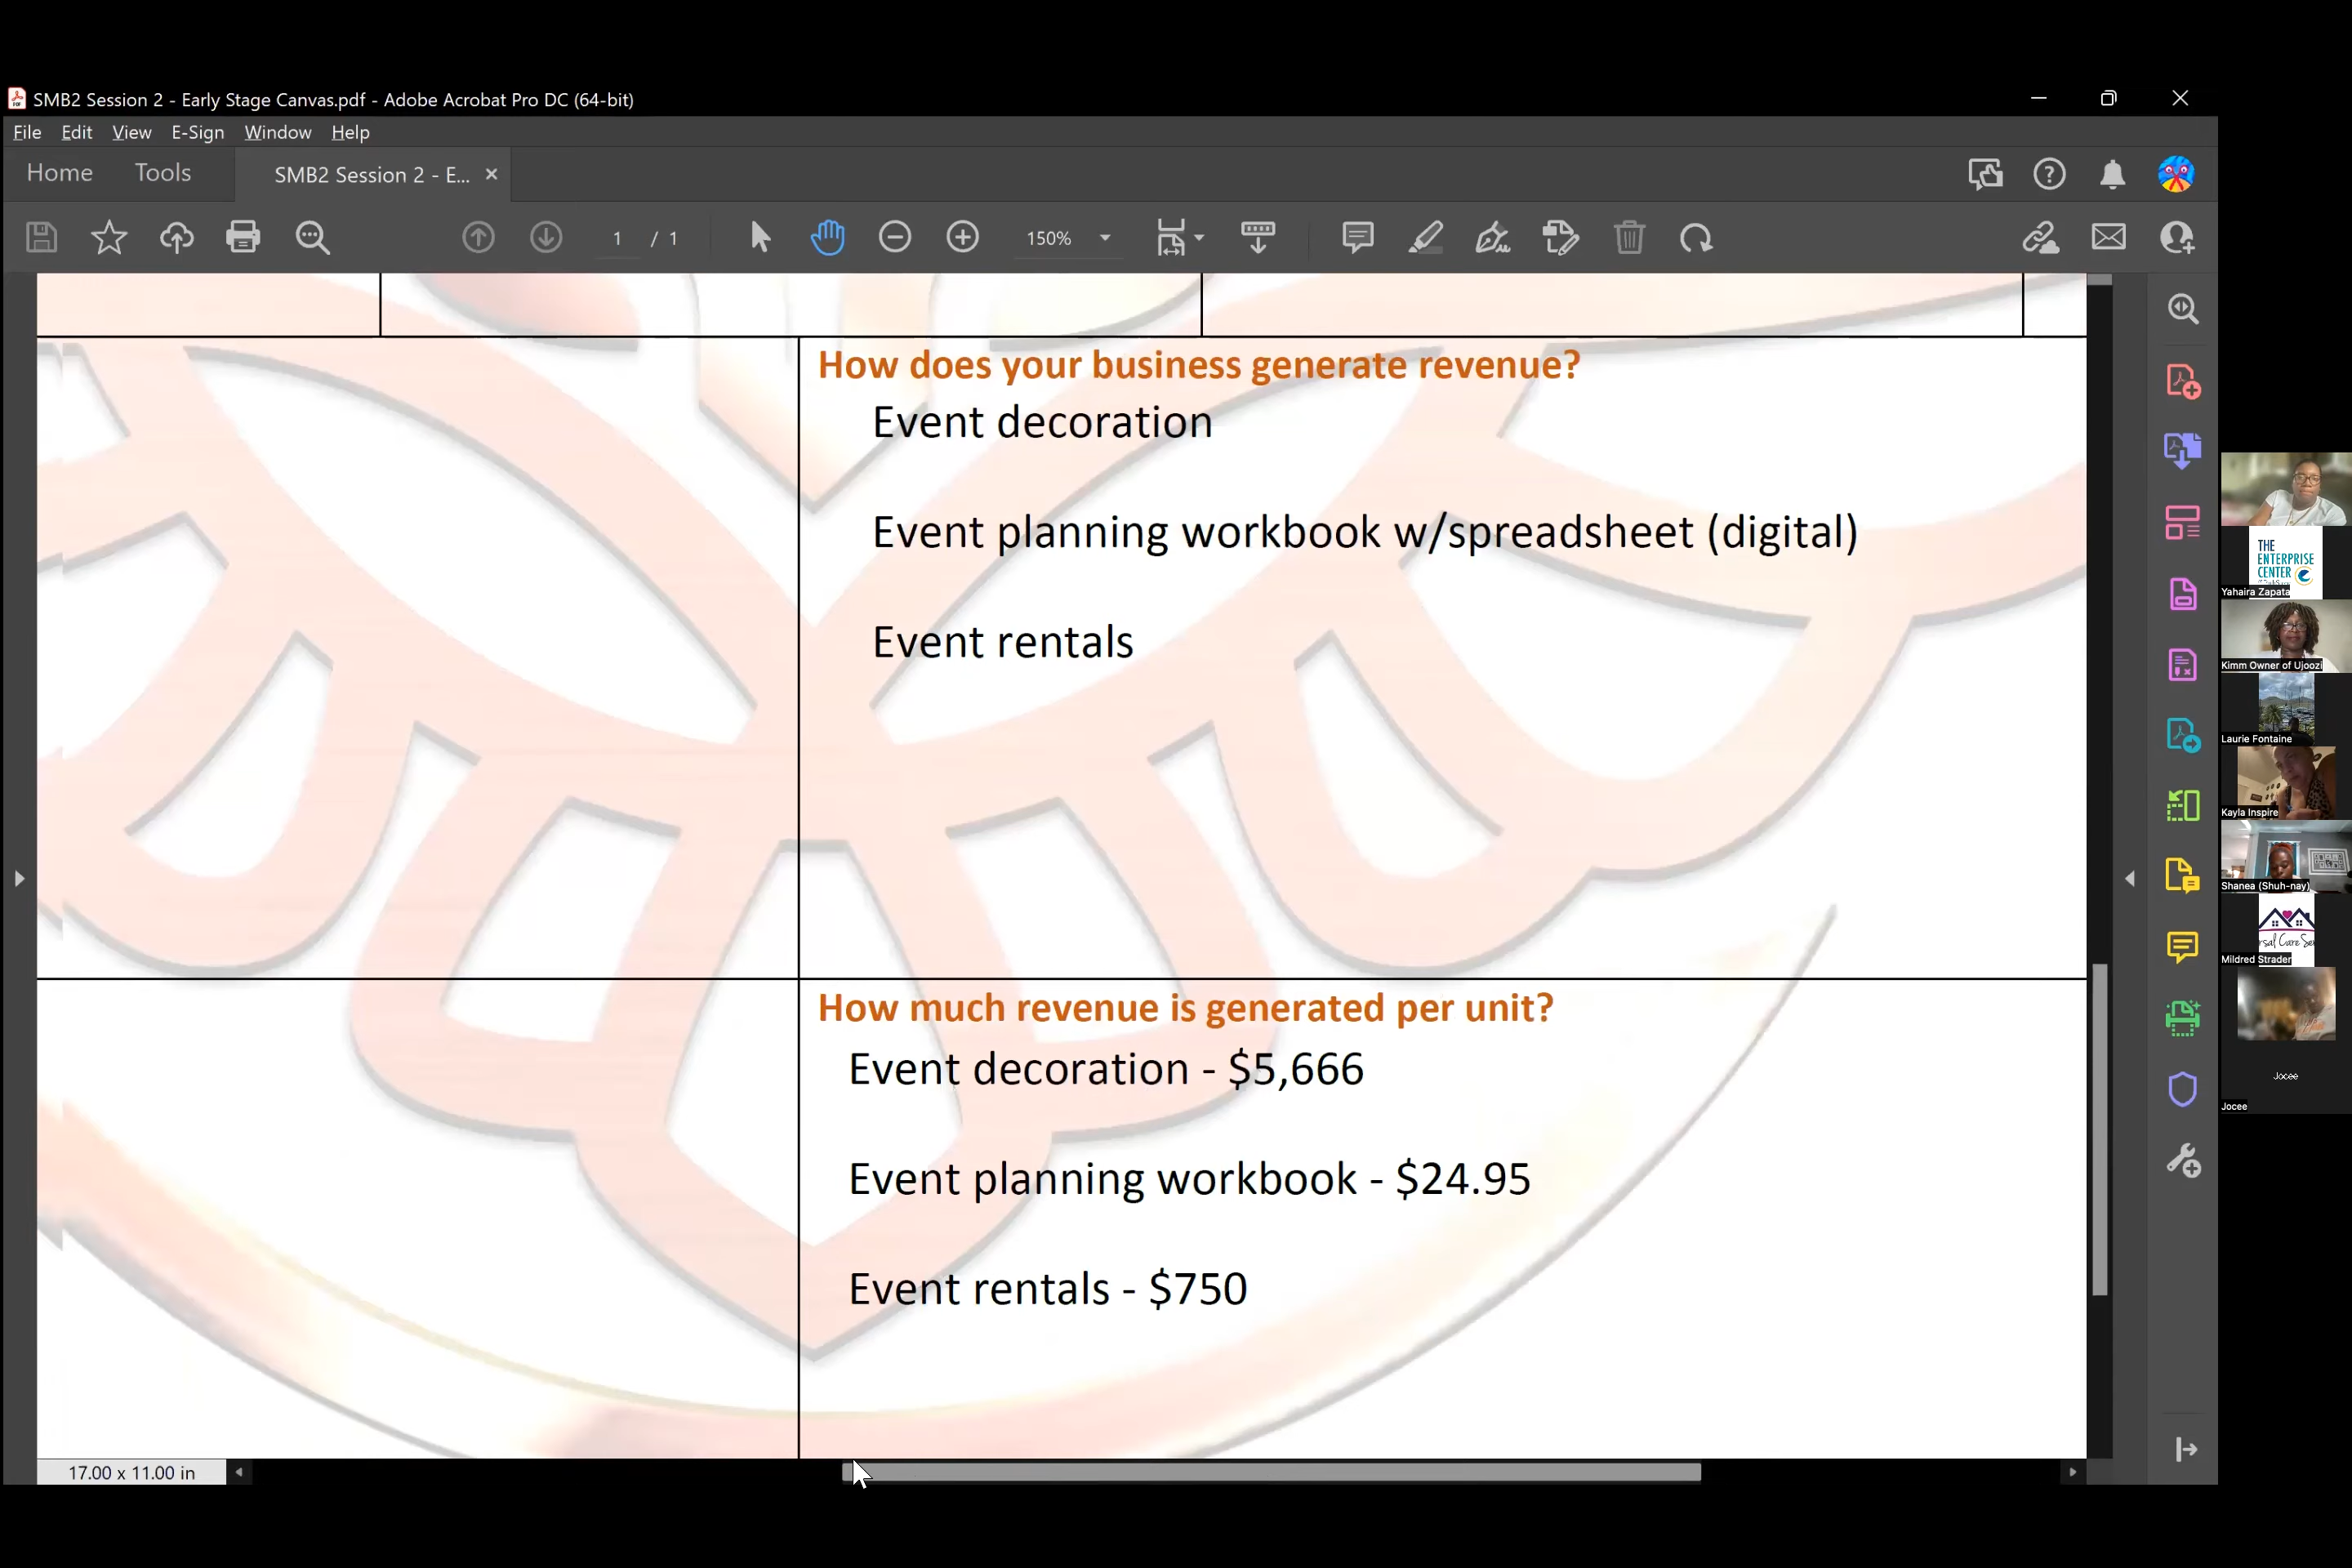 SMB2 Session 2 - Early Stage Canvas.pdf - Adobe Acrobat Pro DC (64-bit)
File Edit View E-Sign Window Help
Home Tools SMB2 Session 2 - E... ×
1 / 1 150%
How does your business generate revenue?
Event decoration
Event planning workbook w/spreadsheet (digital)
Event rentals
How much revenue is generated per unit?
Event decoration - $5,666
Event planning workbook - $24.95
Event rentals - $750
17.00 x 11.00 in
THE
ENTERPRISE
CENTER
Yahaira Zapata
Kimm Owner of Ujoozi
Laurie Fontaine
Kayla Inspire
Shanea (Shuh-nay)
Mildred Strader
Jocee
Jocee